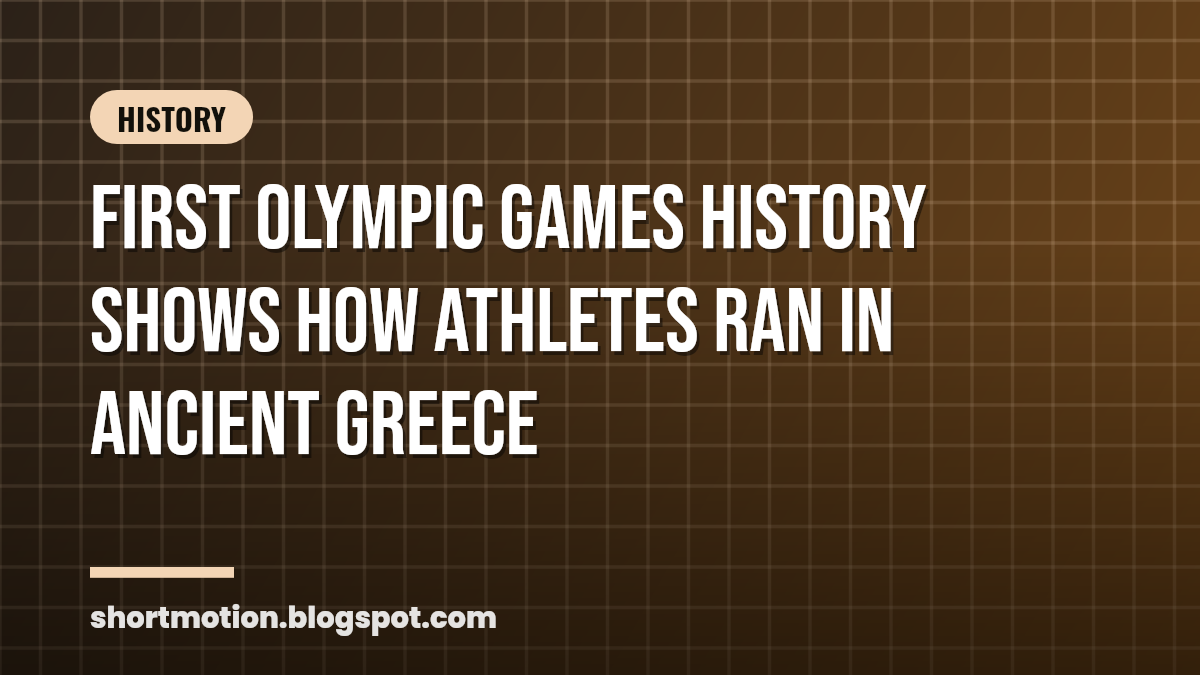 HISTORY
FIRST OLYMPIC GAMES HISTORY
SHOWS HOW ATHLETES RAN IN
ANCIENT GREECE
shortmotion.blogspot.com